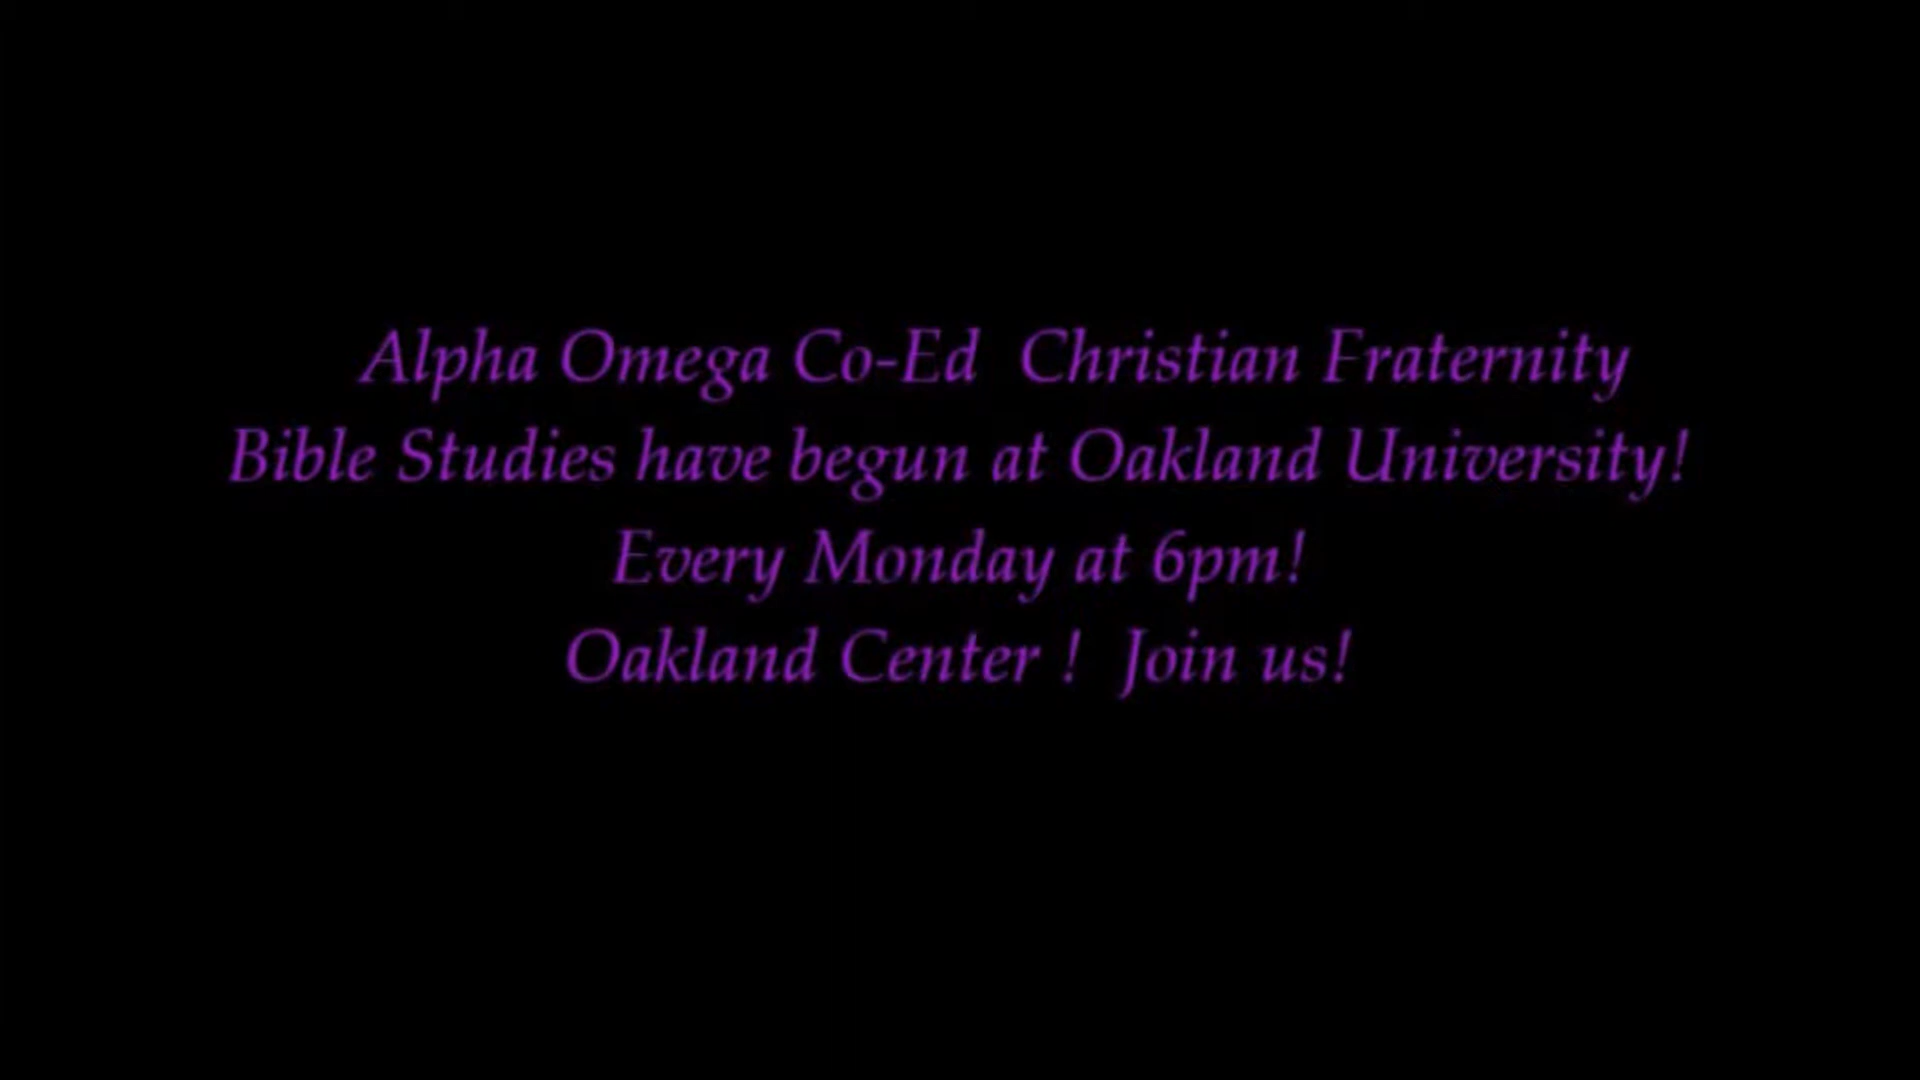 Alpha Omega Co-Ed  Christian Fraternity
Bible Studies have begun at Oakland University!
Every Monday at 6pm!
Oakland Center !  Join us!